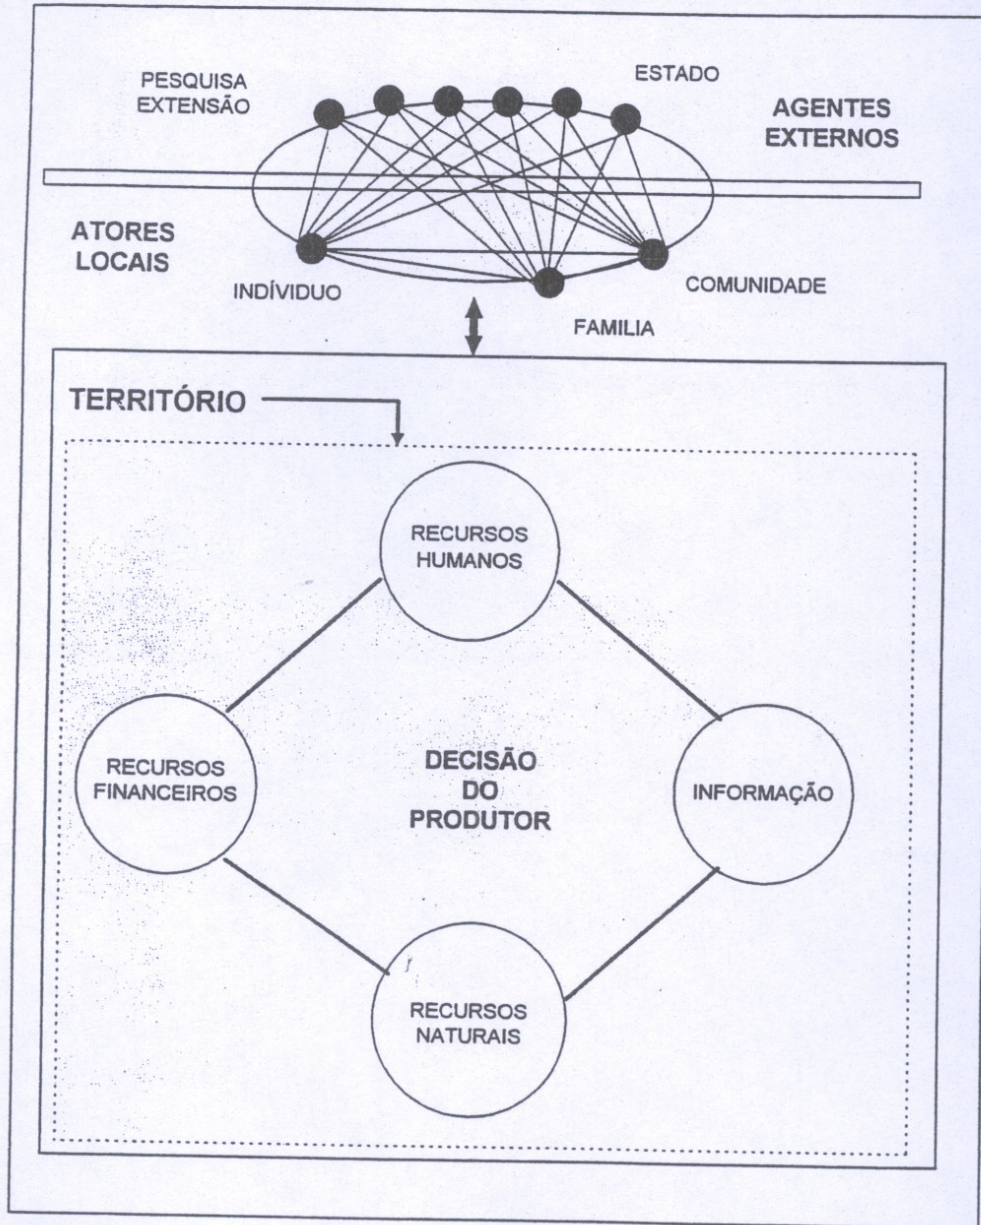 PESQUISA
EXTENSÃO
ESTADO
AGENTES
EXTERNOS
ATORES
LOCAIS
INDÍVIDUO
COMUNIDADE
FAMILIA
TERRITÓRIO
RECURSOS
HUMANOS
RECURSOS
FINANCEIROS
DECISÃO
DO
PRODUTOR
INFORMAÇÃO
RECURSOS
NATURAIS